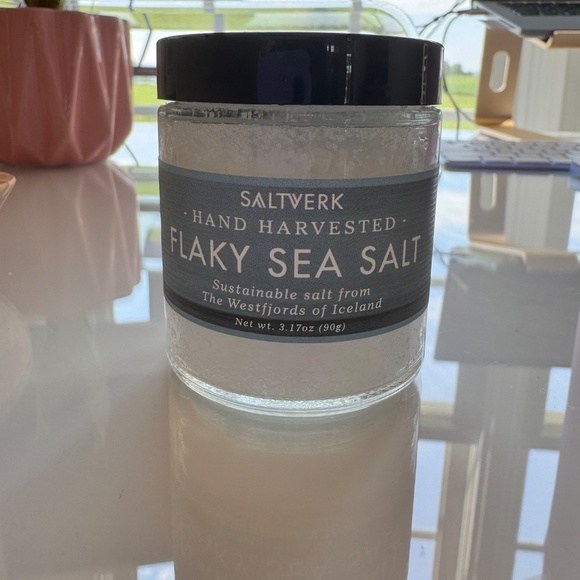 SALTVERK
· HAND HARVESTED ·
FLAKY SEA SALT
Sustainable salt from
The Westfjords of Iceland
Net wt. 3.17oz (90g)